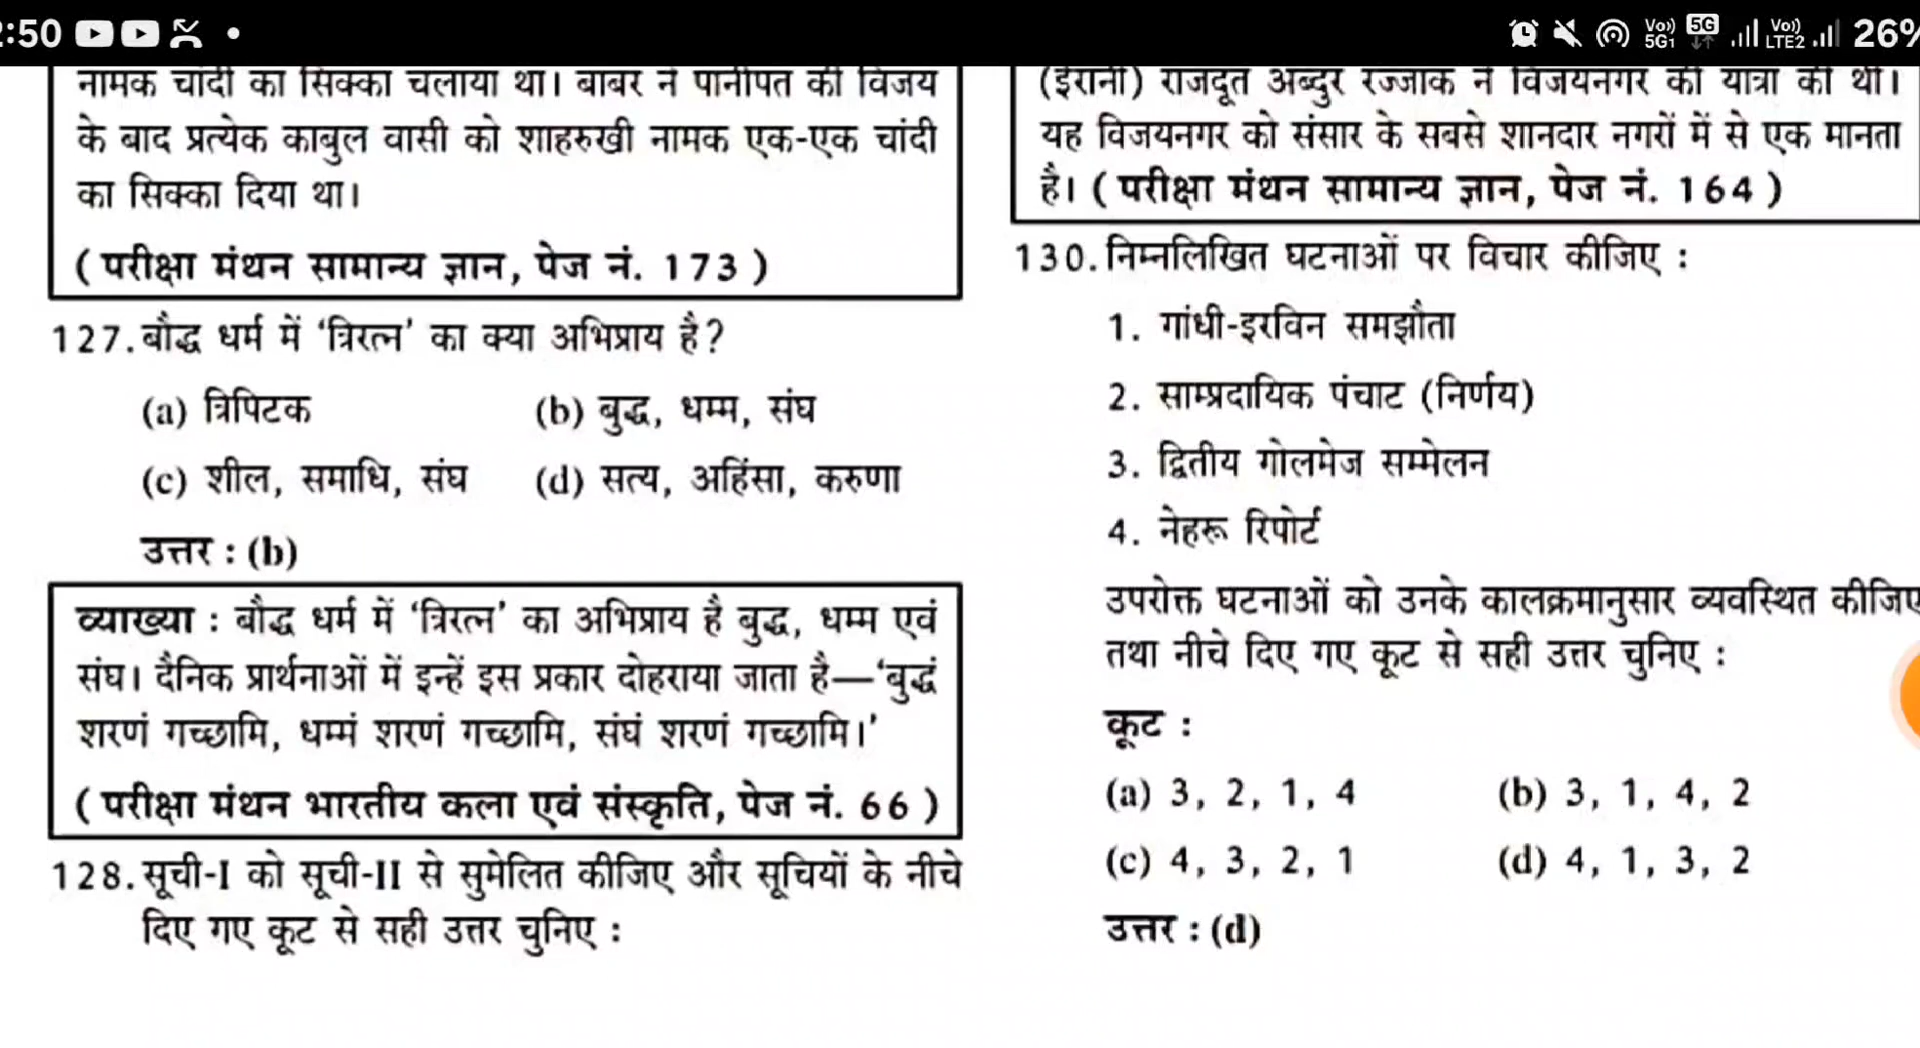 :50
Vo)) 5G1 5G Vo)) LTE2 26%
नामक चांदी का सिक्का चलाया था। बाबर ने पानीपत की विजय
के बाद प्रत्येक काबुल वासी को शाहरुखी नामक एक-एक चांदी
का सिक्का दिया था।
( परीक्षा मंथन सामान्य ज्ञान, पेज नं. 173 )
127. बौद्ध धर्म में ‘त्रिरत्न’ का क्या अभिप्राय है?
(a) त्रिपिटक (b) बुद्ध, धम्म, संघ
(c) शील, समाधि, संघ (d) सत्य, अहिंसा, करुणा
उत्तर : (b)
व्याख्या : बौद्ध धर्म में ‘त्रिरत्न’ का अभिप्राय है बुद्ध, धम्म एवं
संघ। दैनिक प्रार्थनाओं में इन्हें इस प्रकार दोहराया जाता है—‘बुद्धं
शरणं गच्छामि, धम्मं शरणं गच्छामि, संघं शरणं गच्छामि।’
( परीक्षा मंथन भारतीय कला एवं संस्कृति, पेज नं. 66 )
128. सूची-I को सूची-II से सुमेलित कीजिए और सूचियों के नीचे
दिए गए कूट से सही उत्तर चुनिए :
(ईरानी) राजदूत अब्दुर रज्जाक ने विजयनगर की यात्रा की थी।
यह विजयनगर को संसार के सबसे शानदार नगरों में से एक मानता
है। ( परीक्षा मंथन सामान्य ज्ञान, पेज नं. 164 )
130. निम्नलिखित घटनाओं पर विचार कीजिए :
1. गांधी-इरविन समझौता
2. साम्प्रदायिक पंचाट (निर्णय)
3. द्वितीय गोलमेज सम्मेलन
4. नेहरू रिपोर्ट
उपरोक्त घटनाओं को उनके कालक्रमानुसार व्यवस्थित कीजिए
तथा नीचे दिए गए कूट से सही उत्तर चुनिए :
कूट :
(a) 3, 2, 1, 4 (b) 3, 1, 4, 2
(c) 4, 3, 2, 1 (d) 4, 1, 3, 2
उत्तर : (d)